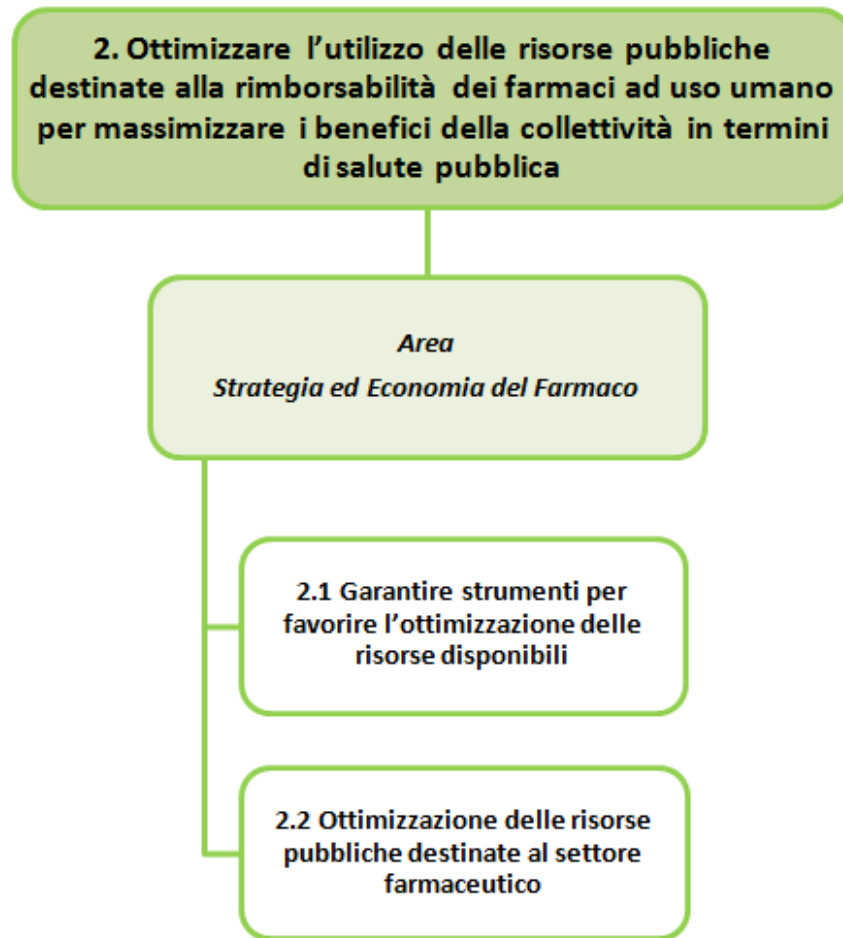 2. Ottimizzare l’utilizzo delle risorse pubbliche
destinate alla rimborsabilità dei farmaci ad uso umano
per massimizzare i benefici della collettività in termini
di salute pubblica
Area
Strategia ed Economia del Farmaco
2.1 Garantire strumenti per
favorire l’ottimizzazione delle
risorse disponibili
2.2 Ottimizzazione delle risorse
pubbliche destinate al settore
farmaceutico